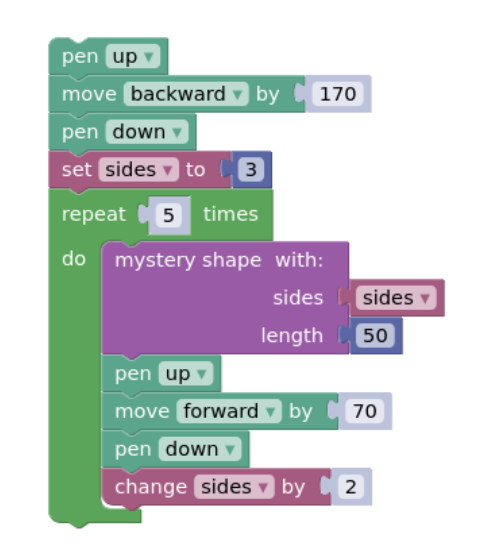 pen up ▾
move backward ▾ by 170
pen down ▾
set sides ▾ to 3
repeat 5 times
do mystery shape with:
sides sides ▾
length 50
pen up ▾
move forward ▾ by 70
pen down ▾
change sides ▾ by 2